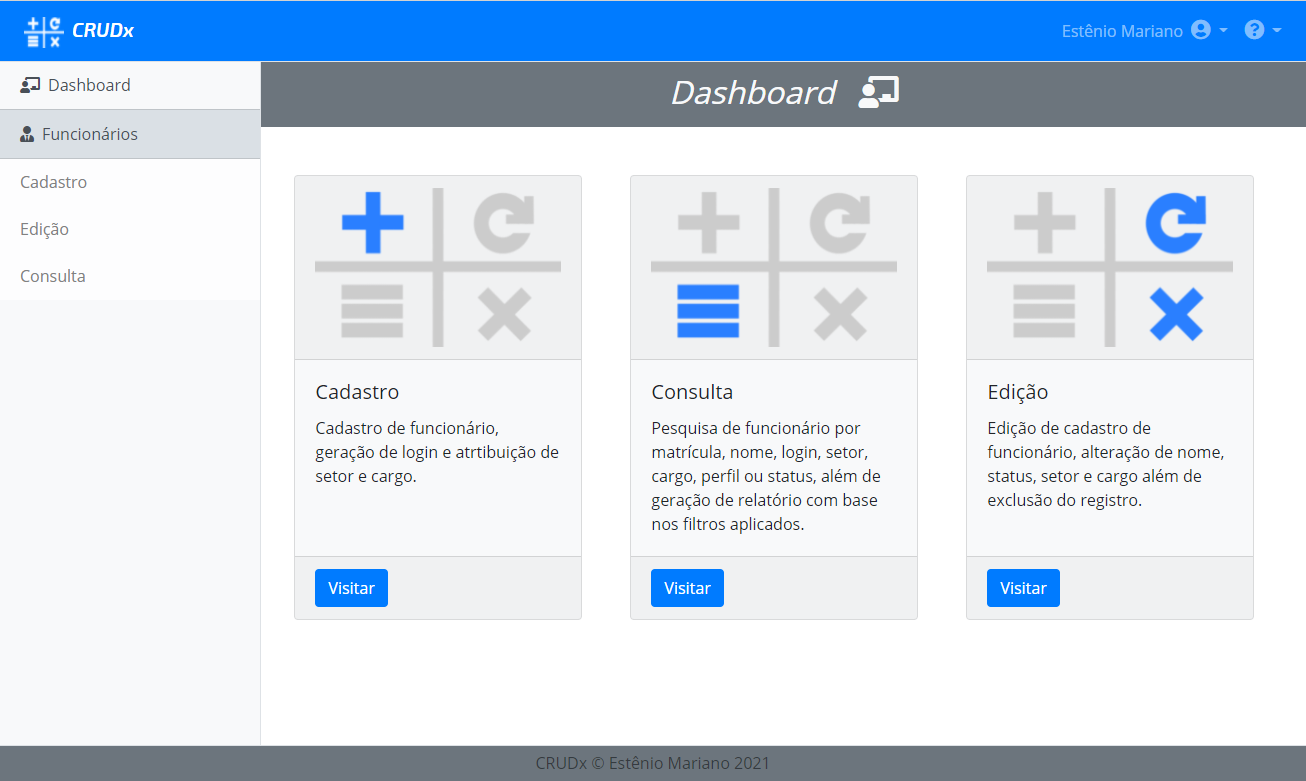 CRUDx
Estênio Mariano
Dashboard
Funcionários
Cadastro
Edição
Consulta
Dashboard
Cadastro
Cadastro de funcionário,
geração de login e atrtibuição de
setor e cargo.
Visitar
Consulta
Pesquisa de funcionário por
matrícula, nome, login, setor,
cargo, perfil ou status, além de
geração de relatório com base
nos filtros aplicados.
Visitar
Edição
Edição de cadastro de
funcionário, alteração de nome,
status, setor e cargo além de
exclusão do registro.
Visitar
CRUDx © Estênio Mariano 2021